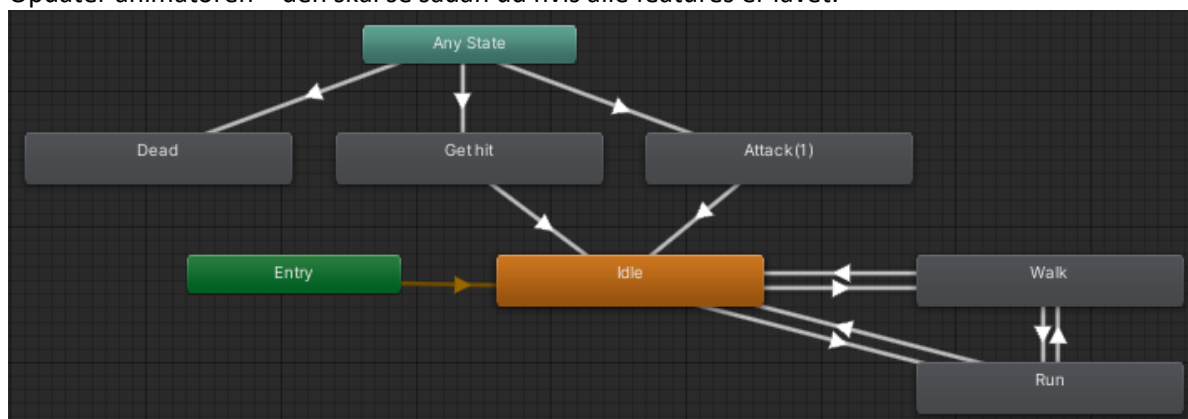 Opdater animatoren – den skal se sådan ud hvis alle features er lavet:
Any State
Dead
Get hit
Attack(1)
Entry
Idle
Walk
Run